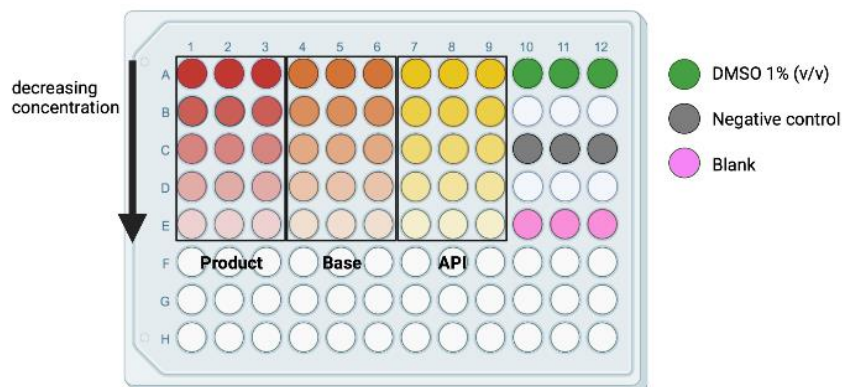 1 2 3 4 5 6 7 8 9 10 11 12
decreasing
concentration
A
B
C
D
E
F
G
H
Product Base API
DMSO 1% (v/v)
Negative control
Blank